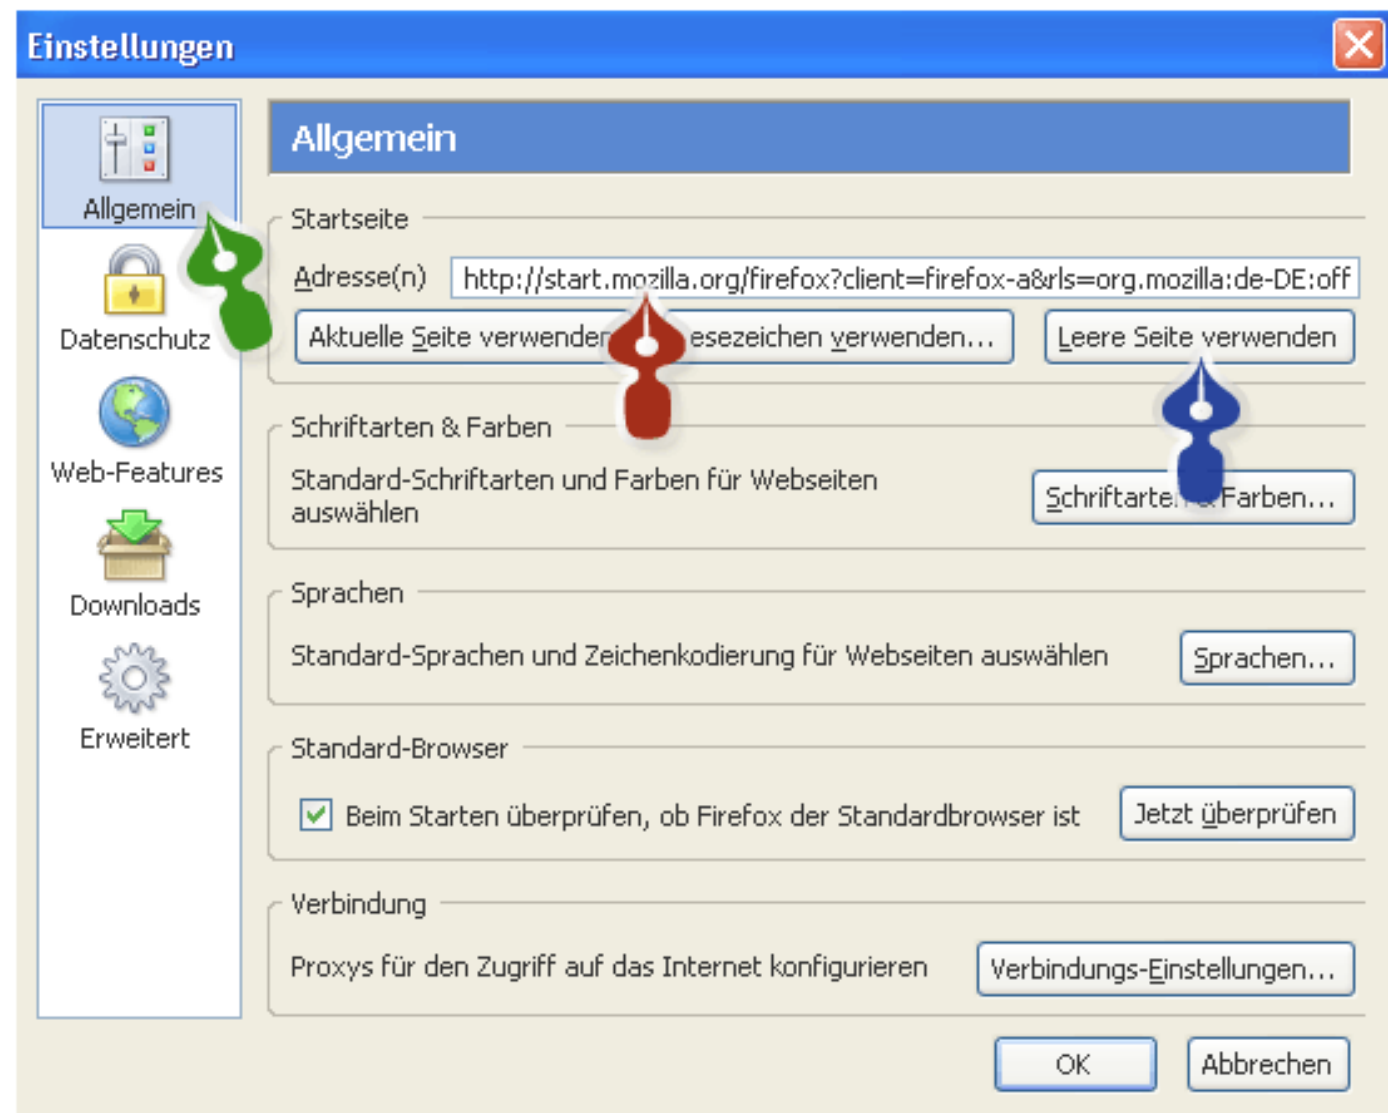 Einstellungen
Allgemein
Datenschutz
Web-Features
Downloads
Erweitert
Allgemein
Startseite
Adresse(n) http://start.mozilla.org/firefox?client=firefox-a&rls=org.mozilla:de-DE:off
Aktuelle Seite verwenden verwenden... Leere Seite verwenden
Schriftarten & Farben
Standard-Schriftarten und Farben für Webseiten
auswählen
Schriftarten & Farben...
Sprachen
Standard-Sprachen und Zeichenkodierung für Webseiten auswählen Sprachen...
Standard-Browser
Beim Starten überprüfen, ob Firefox der Standardbrowser ist Jetzt überprüfen
Verbindung
Proxys für den Zugriff auf das Internet konfigurieren Verbindungs-Einstellungen...
OK Abbrechen